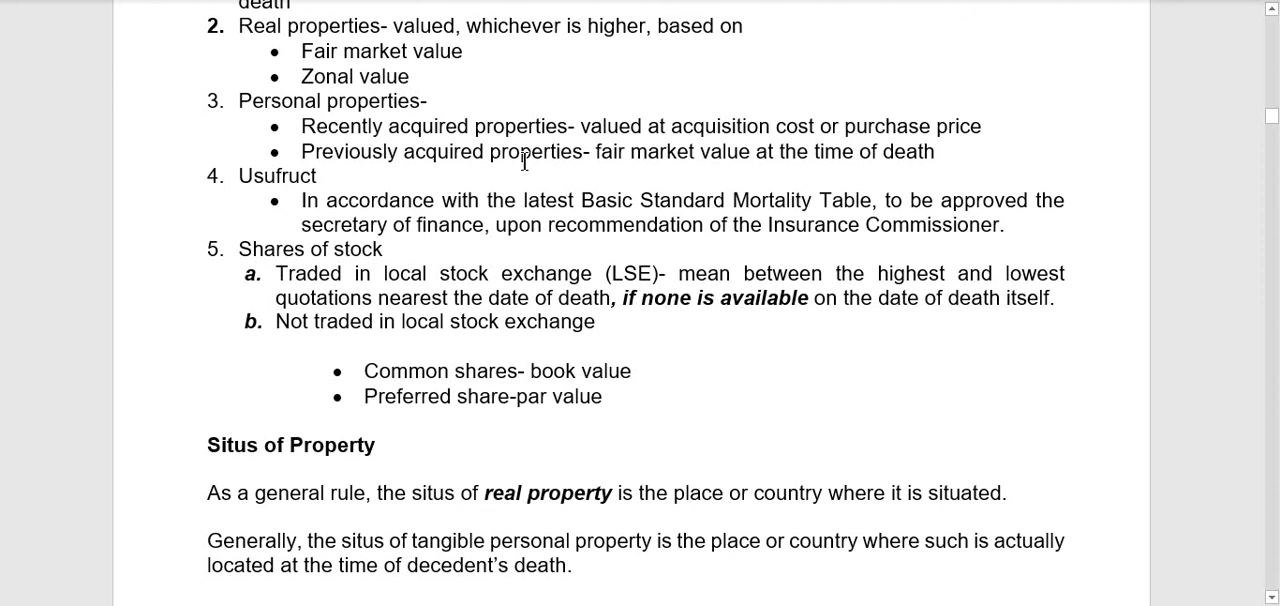 death
2. Real properties- valued, whichever is higher, based on
• Fair market value
• Zonal value
3. Personal properties-
• Recently acquired properties- valued at acquisition cost or purchase price
• Previously acquired properties- fair market value at the time of death
4. Usufruct
• In accordance with the latest Basic Standard Mortality Table, to be approved the
secretary of finance, upon recommendation of the Insurance Commissioner.
5. Shares of stock
a. Traded in local stock exchange (LSE)- mean between the highest and lowest
quotations nearest the date of death, if none is available on the date of death itself.
b. Not traded in local stock exchange
• Common shares- book value
• Preferred share-par value
Situs of Property
As a general rule, the situs of real property is the place or country where it is situated.
Generally, the situs of tangible personal property is the place or country where such is actually
located at the time of decedent’s death.